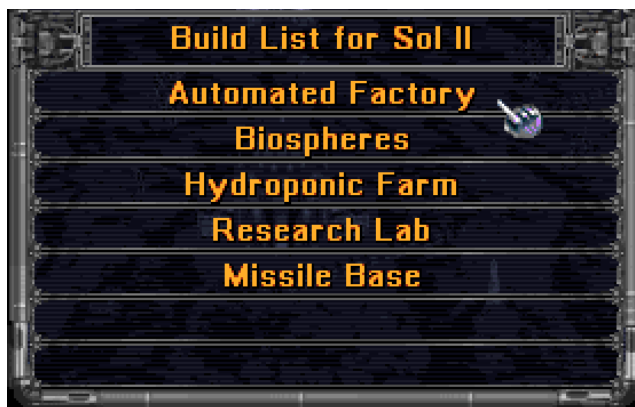 Build List for Sol II
Automated Factory
Biospheres
Hydroponic Farm
Research Lab
Missile Base